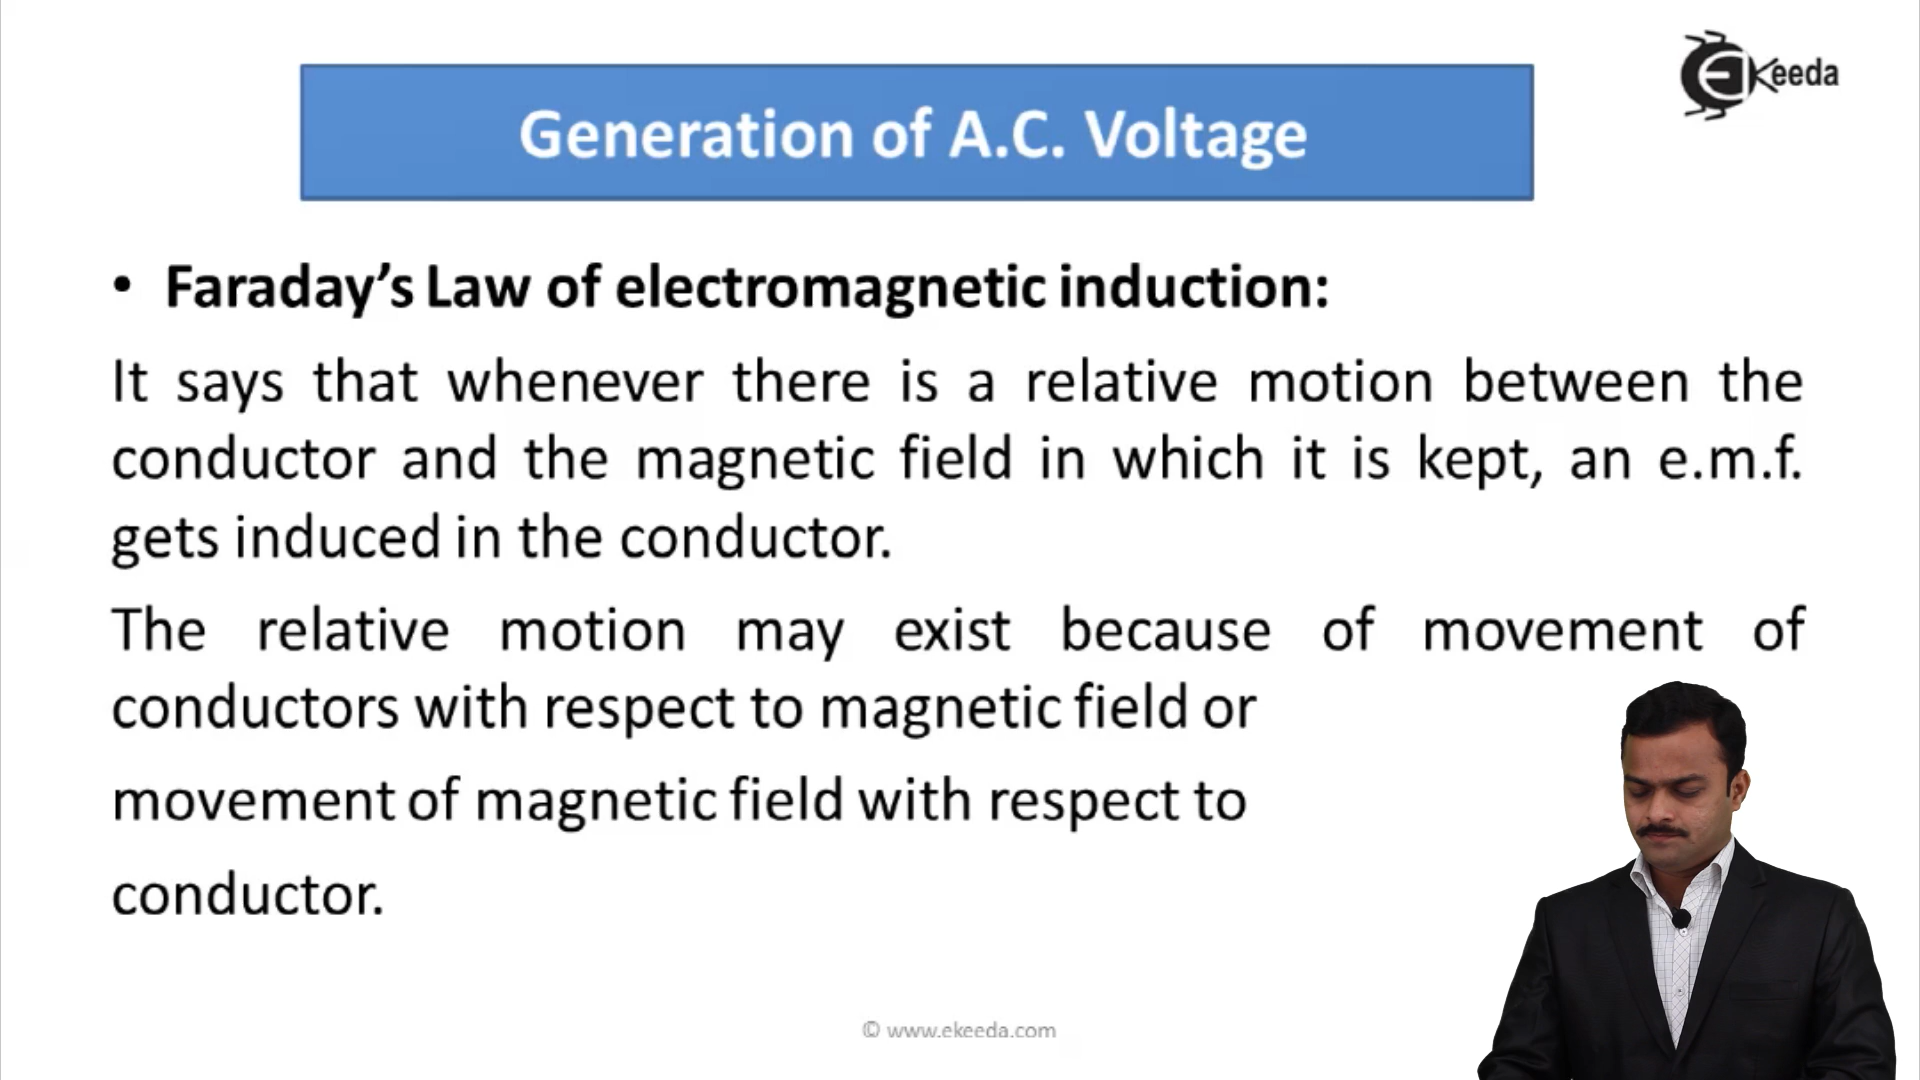 Ekeeda
Generation of A.C. Voltage
• Faraday’s Law of electromagnetic induction:
It says that whenever there is a relative motion between the
conductor and the magnetic field in which it is kept, an e.m.f.
gets induced in the conductor.
The relative motion may exist because of movement of
conductors with respect to magnetic field or
movement of magnetic field with respect to
conductor.
© www.ekeeda.com